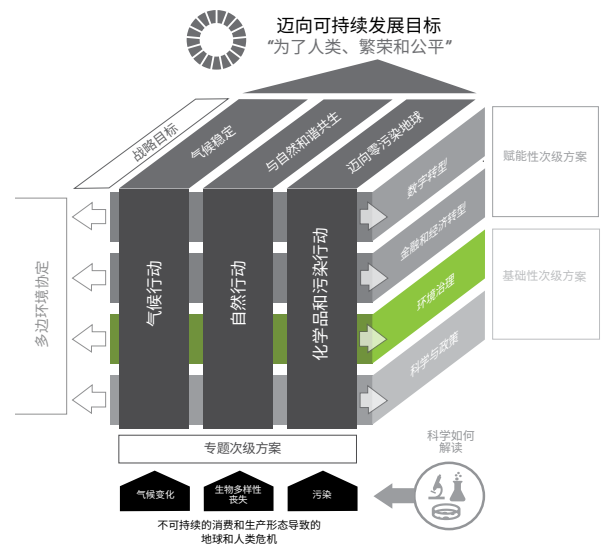 迈向可持续发展目标
“为了人类、繁荣和公平”
战略目标
气候稳定
与自然和谐共生
迈向零污染地球
数字转型
金融和经济转型
环境治理
科学与政策
赋能性次级方案
基础性次级方案
多边环境协定
气候行动
自然行动
化学品和污染行动
专题次级方案
科学如何
解读
气候变化
生物多样性
丧失
污染
不可持续的消费和生产形态导致的
地球和人类危机